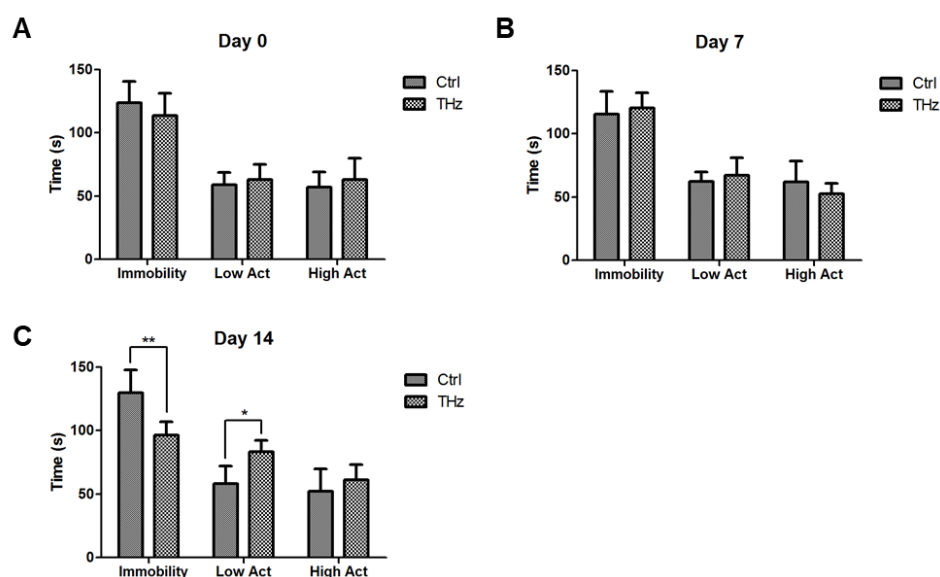 A
Day 0
Time (s)
150
100
50
0
Immobility
Low Act
High Act
Ctrl
THz
B
Day 7
Time (s)
150
100
50
0
Immobility
Low Act
High Act
Ctrl
THz
C
Day 14
Time (s)
150
100
50
0
**
*
Immobility
Low Act
High Act
Ctrl
THz